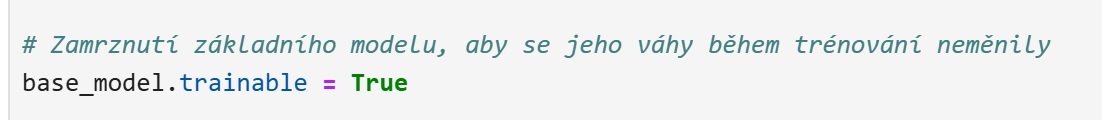 # Zamrznutí základního modelu, aby se jeho váhy během trénování neměnily
base_model.trainable = True